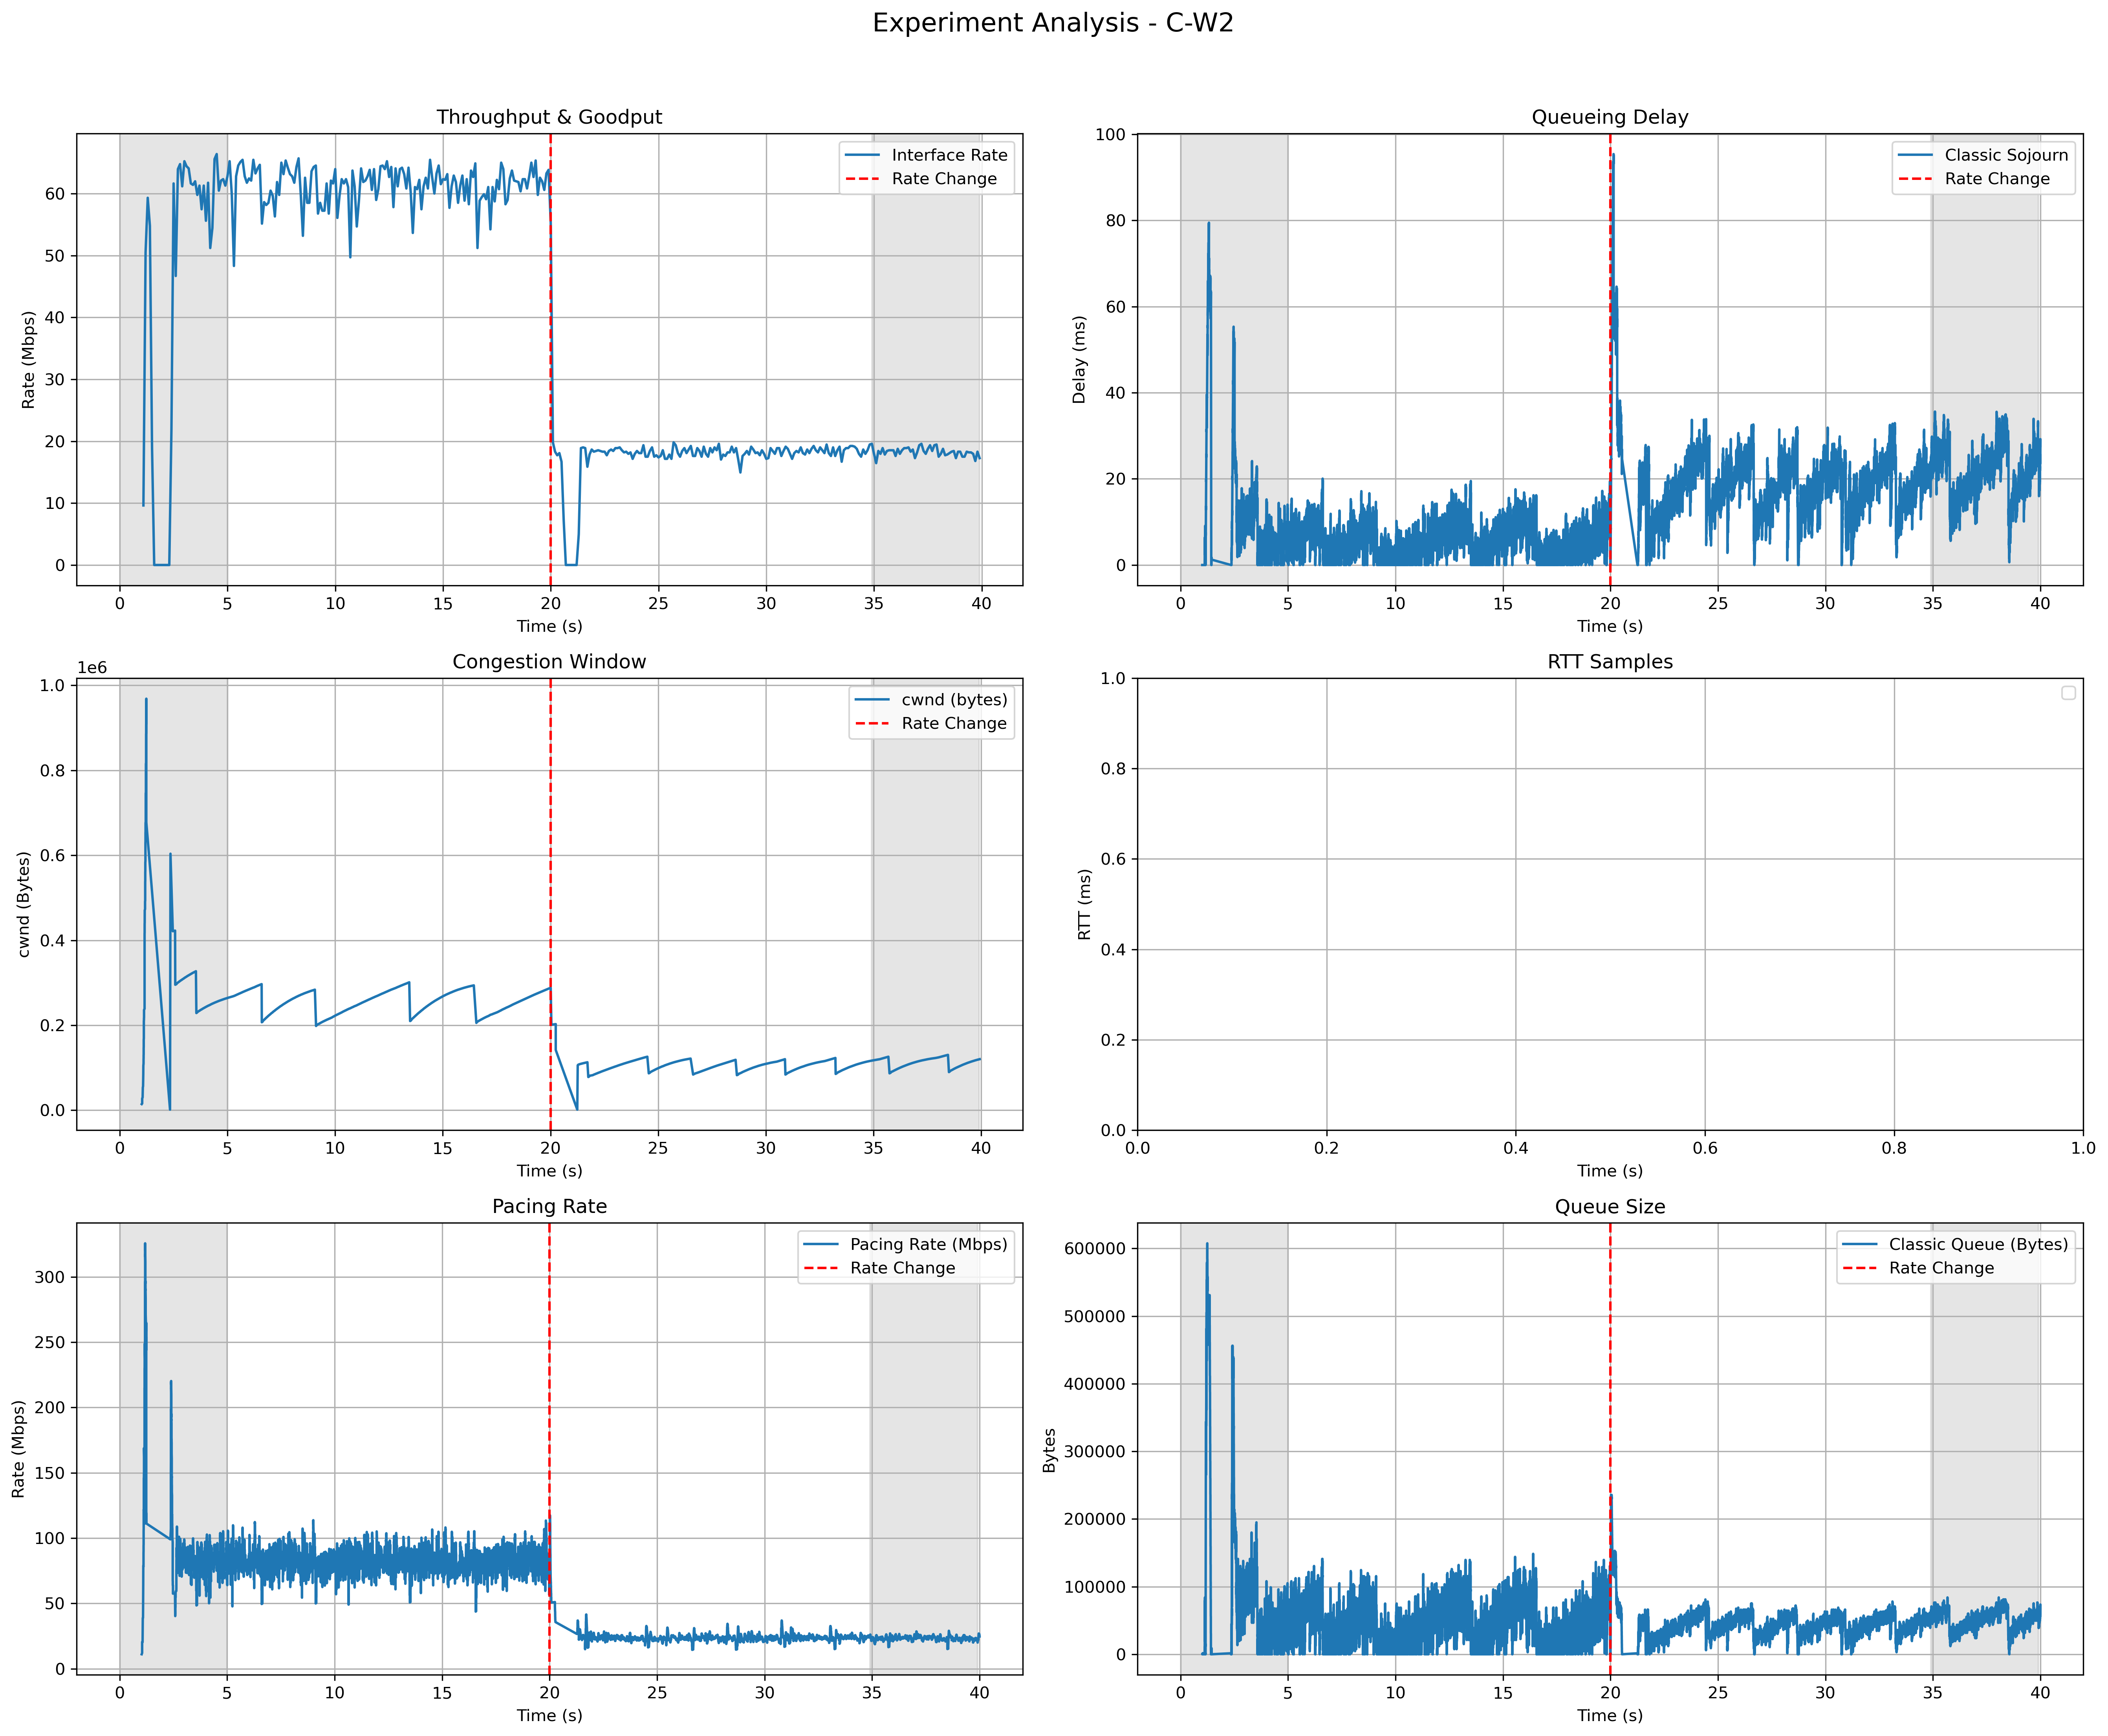 Experiment Analysis - C-W2
Throughput & Goodput
Rate (Mbps)
60
50
40
30
20
10
0
0 5 10 15 20 25 30 35 40
Time (s)
Interface Rate
Rate Change
Queueing Delay
Delay (ms)
100
80
60
40
20
0
0 5 10 15 20 25 30 35 40
Time (s)
Classic Sojourn
Rate Change
Congestion Window
1e6
cwnd (Bytes)
1.0
0.8
0.6
0.4
0.2
0.0
0 5 10 15 20 25 30 35 40
Time (s)
cwnd (bytes)
Rate Change
RTT Samples
RTT (ms)
1.0
0.8
0.6
0.4
0.2
0.0
0.0 0.2 0.4 0.6 0.8 1.0
Time (s)
Pacing Rate
Rate (Mbps)
300
250
200
150
100
50
0
0 5 10 15 20 25 30 35 40
Time (s)
Pacing Rate (Mbps)
Rate Change
Queue Size
Bytes
600000
500000
400000
300000
200000
100000
0
0 5 10 15 20 25 30 35 40
Time (s)
Classic Queue (Bytes)
Rate Change